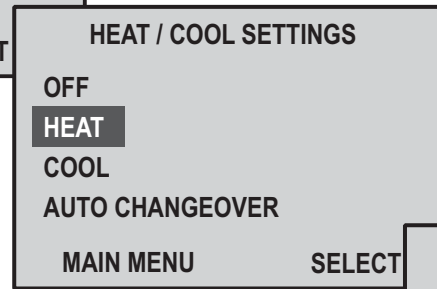 HEAT / COOL SETTINGS
OFF
HEAT
COOL
AUTO CHANGEOVER
MAIN MENU SELECT